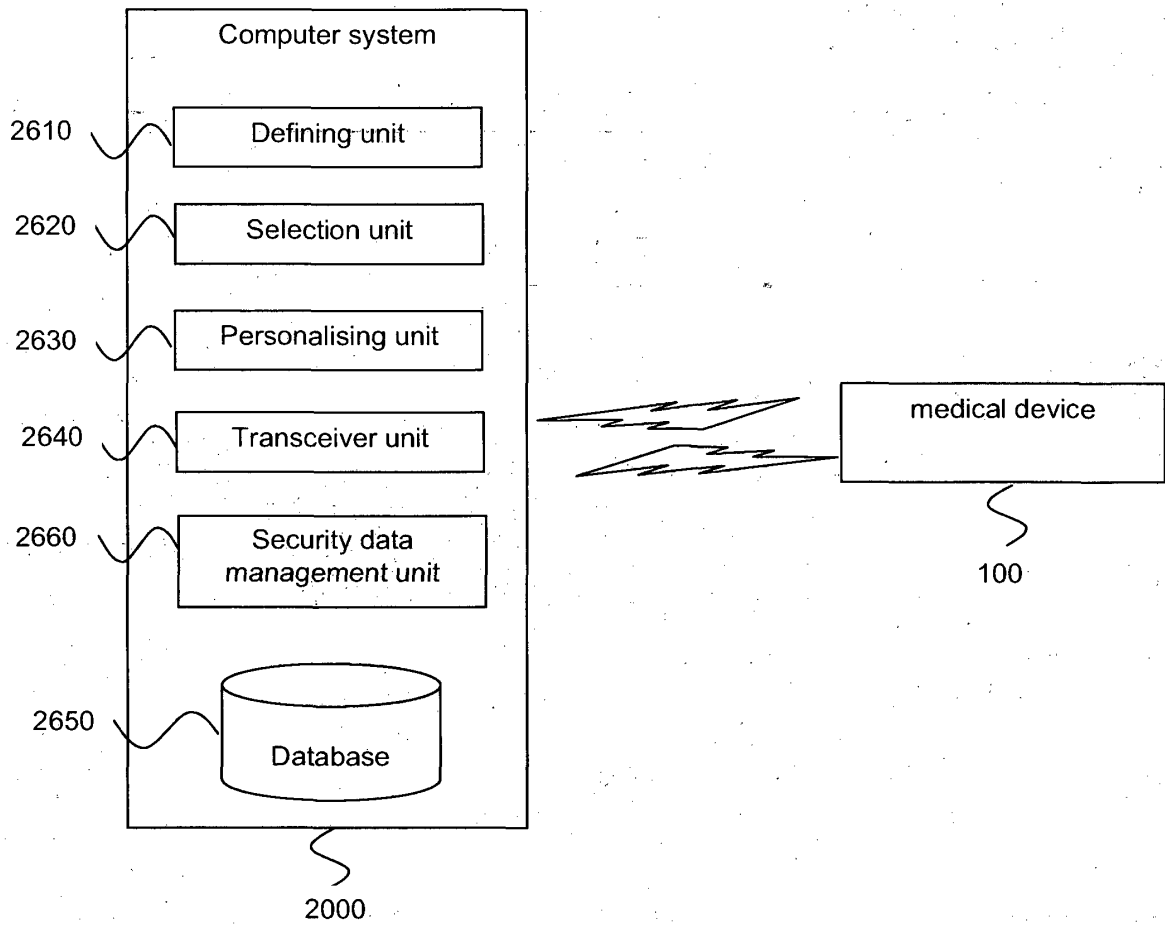 Computer system
2610
Defining unit
2620
Selection unit
2630
Personalising unit
medical device
2640
Transceiver unit
2660
Security data
management unit
100
2650
Database
2000